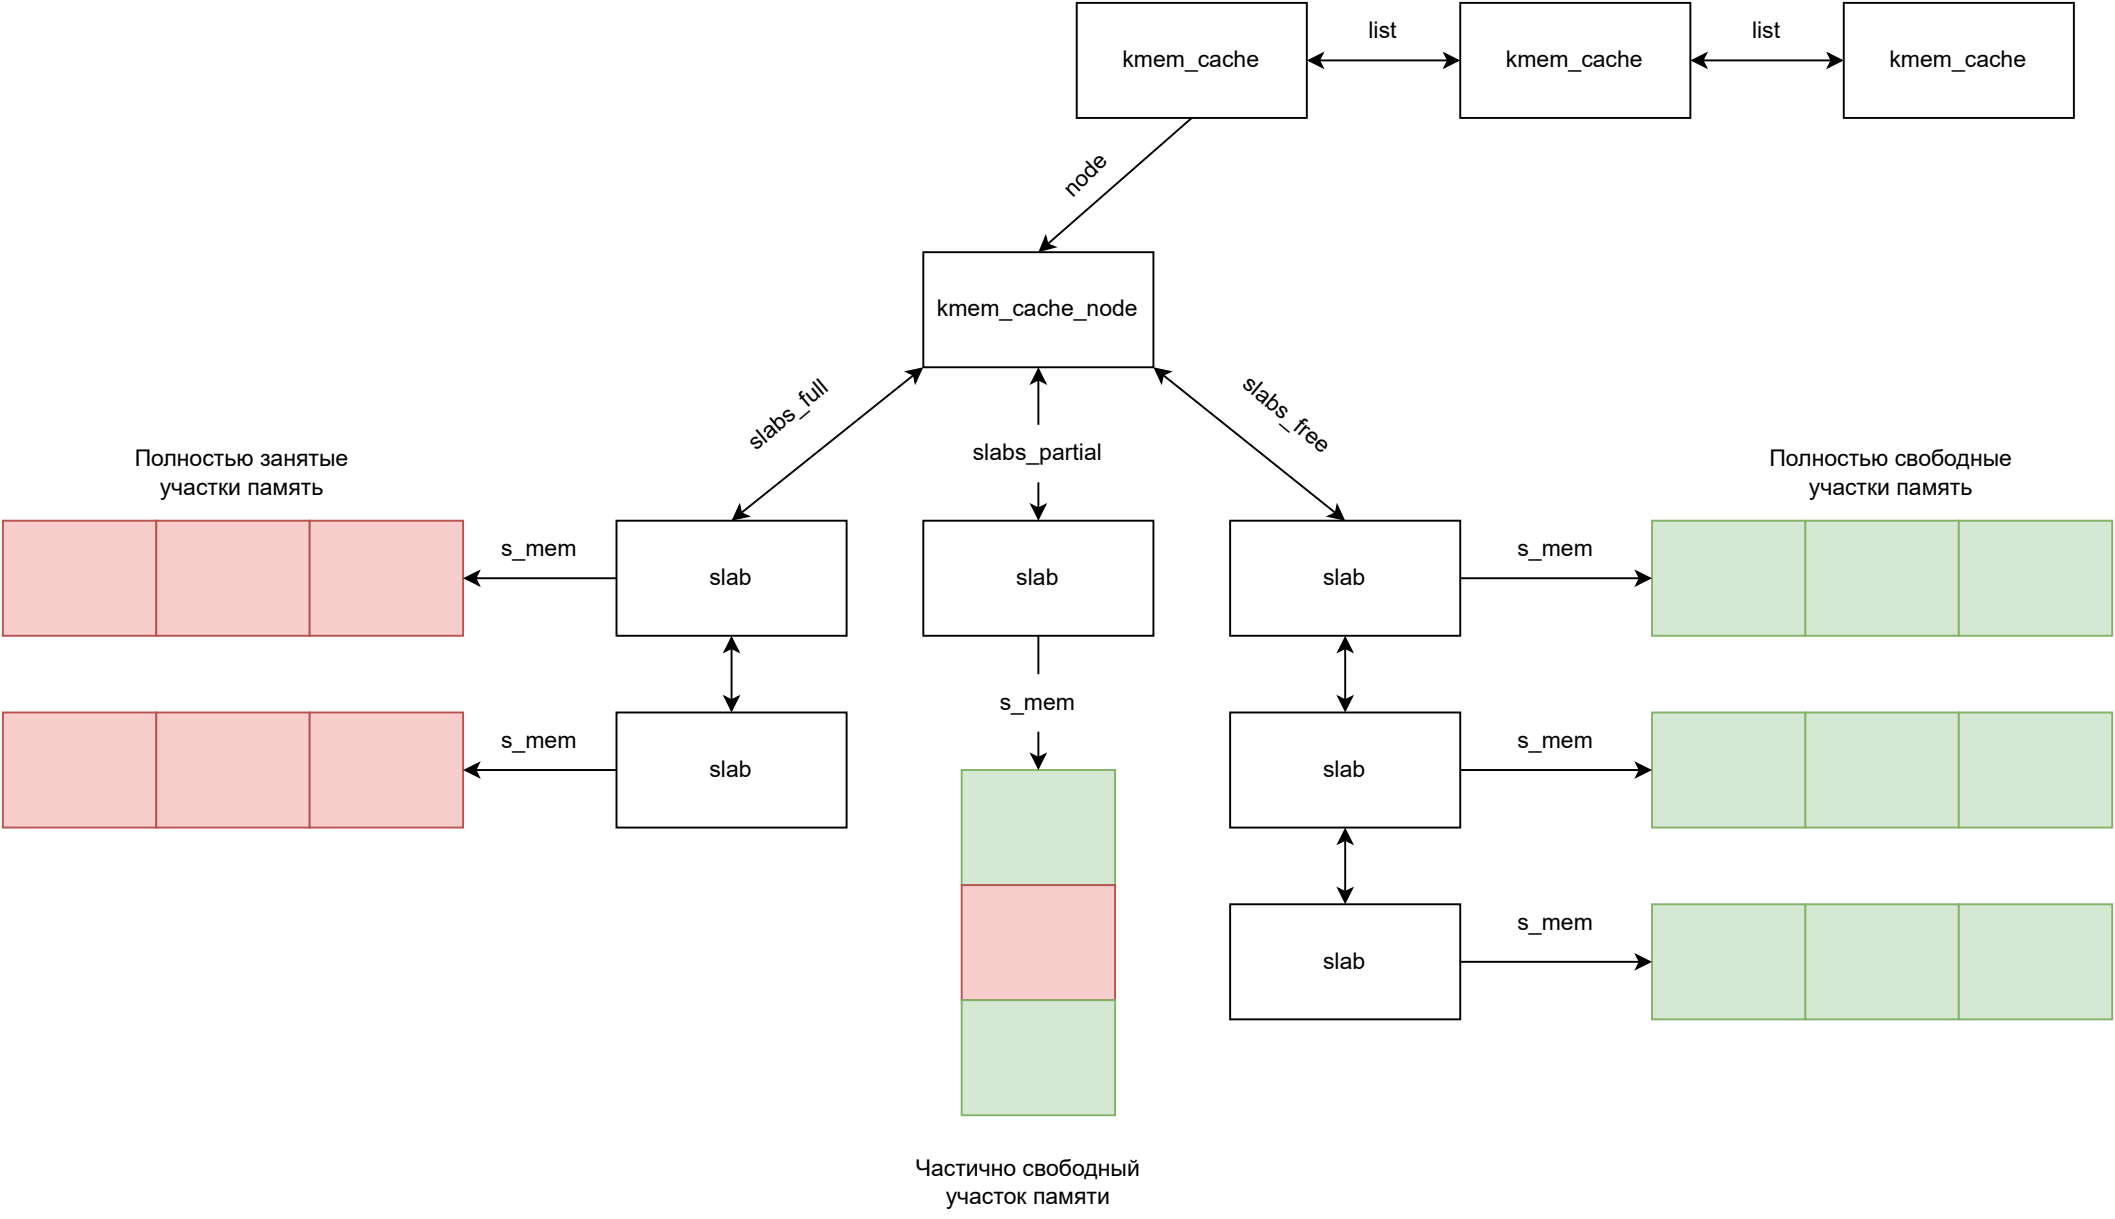 list
list
kmem_cache
kmem_cache
kmem_cache
node
kmem_cache_node
slabs_full
slabs_partial
slabs_free
Полностью занятые
участки память
Полностью свободные
участки память
s_mem
slab
slab
slab
s_mem
s_mem
slab
s_mem
slab
s_mem
s_mem
slab
s_mem
Частично свободный
участок памяти